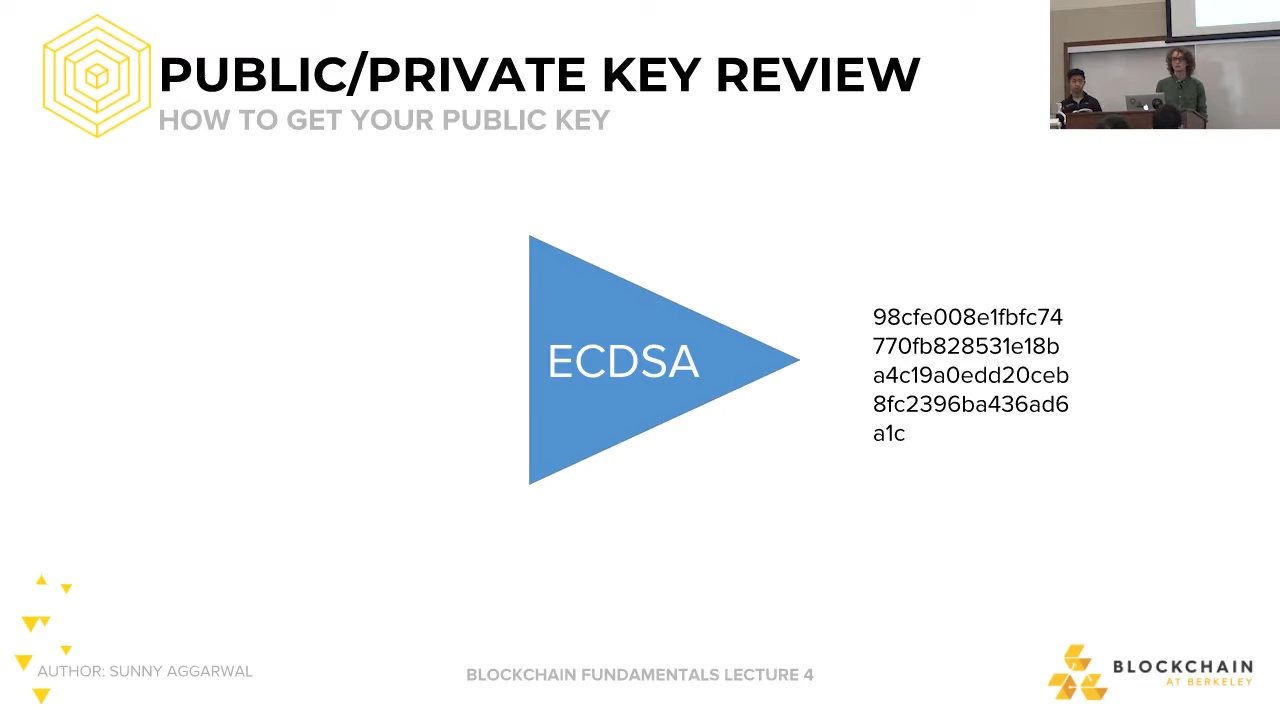 PUBLIC/PRIVATE KEY REVIEW
HOW TO GET YOUR PUBLIC KEY
ECDSA
98cfe008e1fbfc74
770fb828531e18b
a4c19a0edd20ceb
8fc2396ba436ad6
a1c
AUTHOR: SUNNY AGGARWAL
BLOCKCHAIN FUNDAMENTALS LECTURE 4
BLOCKCHAIN
AT BERKELEY